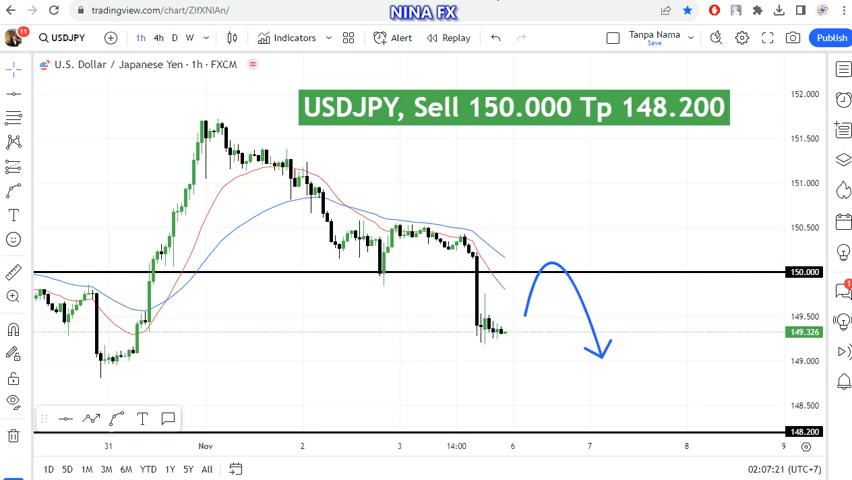 tradingview.com/chart/ZIfXNIAn/
NINA FX
USDJPY 1h 4h D W Indicators Alert Replay Tanpa Nama Save Publish
U.S. Dollar / Japanese Yen · 1h · FXCM
USDJPY, Sell 150.000 Tp 148.200
152.000
151.500
151.000
150.500
150.000
149.500
149.326
149.000
148.500
148.200
31 Nov 2 3 14:00 6 7 8 9
1D 5D 1M 3M 6M YTD 1Y 5Y All 02:07:21 (UTC+7)